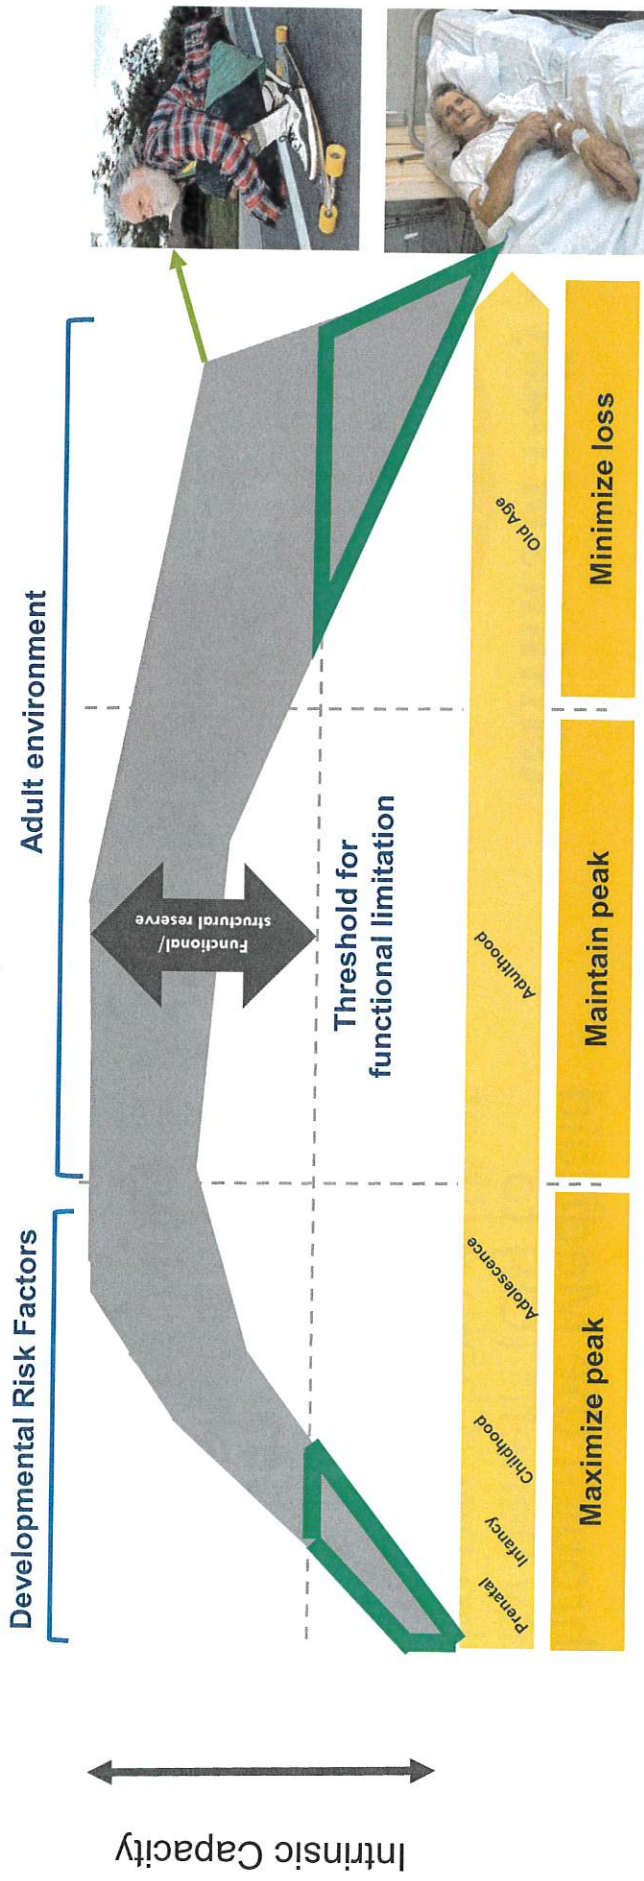 Developmental Risk Factors
Adult environment
Intrinsic Capacity
Functional/
structural reserve
Threshold for
functional limitation
Prenatal
Infancy
Childhood
Adolescence
Adulthood
Old Age
Maximize peak
Maintain peak
Minimize loss